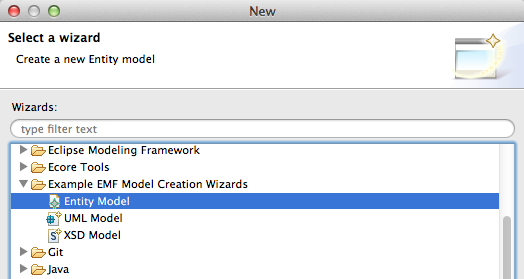 New
Select a wizard
Create a new Entity model
Wizards:
type filter text
Eclipse Modeling Framework
Ecore Tools
Example EMF Model Creation Wizards
Entity Model
UML Model
XSD Model
Git
Java